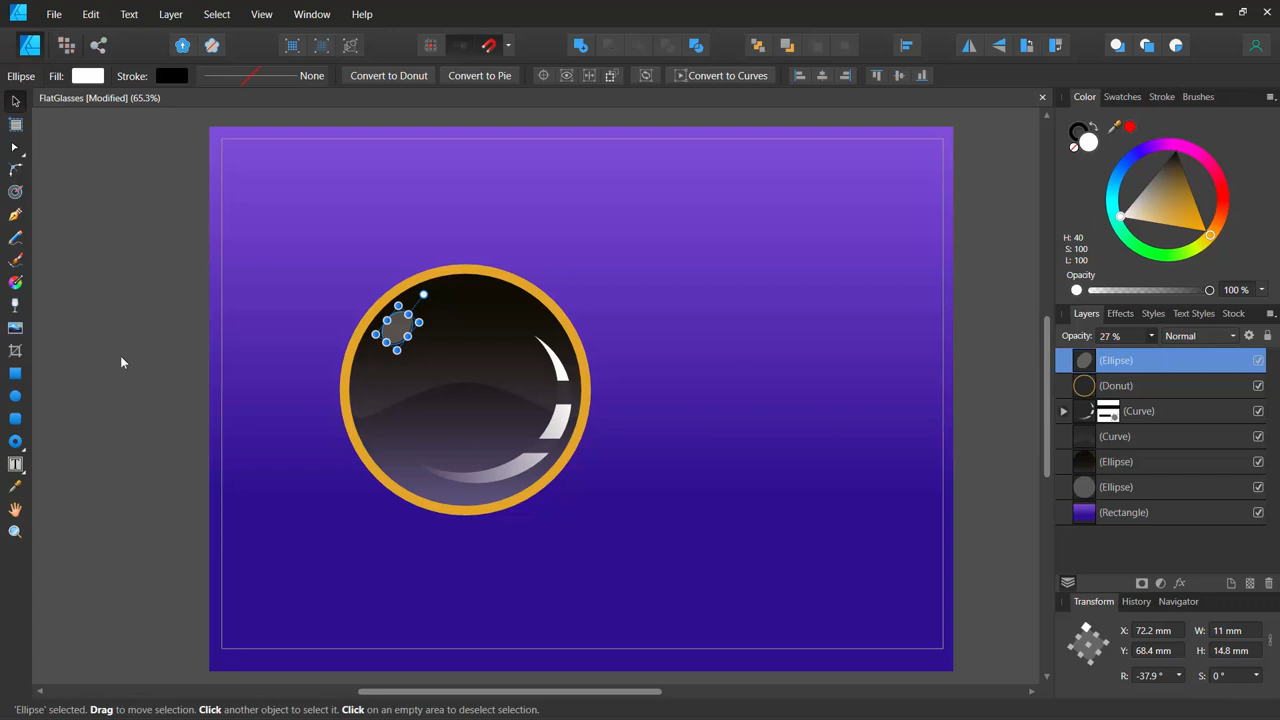 File Edit Text Layer Select View Window Help
Ellipse Fill: Stroke: None Convert to Donut Convert to Pie Convert to Curves
FlatGlasses [Modified] (65.3%)
Color Swatches Stroke Brushes
H: 40
S: 100
L: 100
Opacity
100 %
Layers Effects Styles Text Styles Stock
Opacity: 27 % Normal
(Ellipse)
(Donut)
(Curve)
(Curve)
(Ellipse)
(Ellipse)
(Rectangle)
Transform History Navigator
X: 72.2 mm W: 11 mm
Y: 68.4 mm H: 14.8 mm
R: -37.9 ° S: 0 °
'Ellipse' selected. Drag to move selection. Click another object to select it. Click on an empty area to deselect selection.